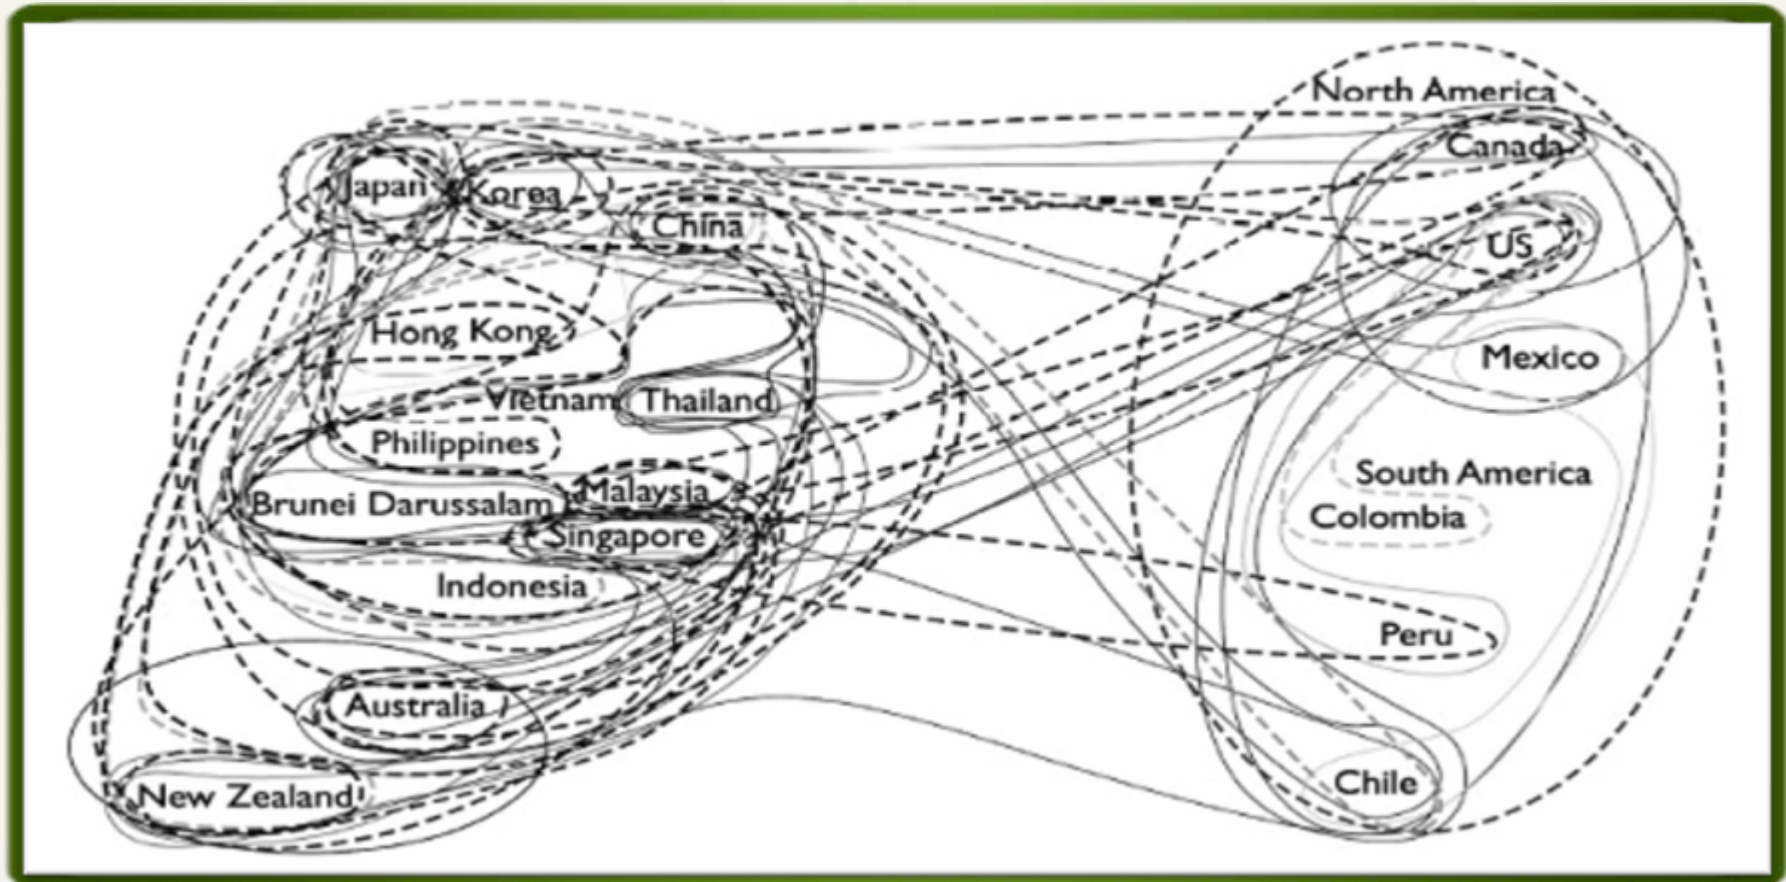 North America
Canada
Japan
Korea
China
US
Hong Kong
Mexico
Vietnam
Thailand
Philippines
South America
Malaysia
Brunei Darussalam
Colombia
Singapore
Indonesia
Peru
Australia
Chile
New Zealand